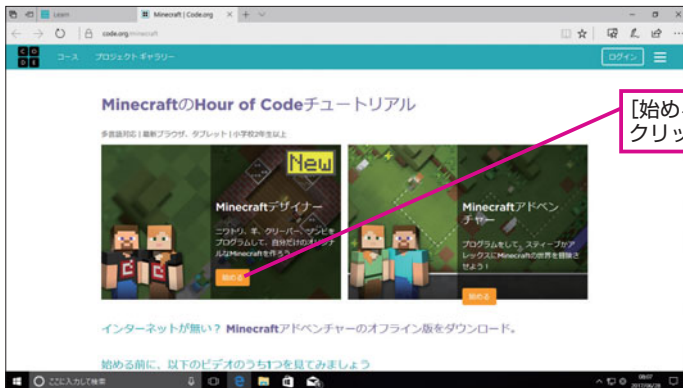 Learn
Minecraft | Code.org
code.org/minecraft
C O
D E
コース プロジェクト ギャラリー
ログイン
MinecraftのHour of Codeチュートリアル
多言語対応 | 最新ブラウザ、タブレット | 小学校2年生以上
New
Minecraftデザイナー
ニワトリ、羊、クリーパー、ゾンビを
プログラムして、自分だけのオリジナ
ルなMinecraftを作ろう
始める
Minecraftアドベン
チャー
プログラムをして、スティーブかア
レックスにMinecraftの世界を冒険さ
せよう!
始める
[始め
クリッ
インターネットが無い? Minecraftアドベンチャーのオフライン版をダウンロード。
始める前に、以下のビデオのうち1つを見てみましょう
ここに入力して検索